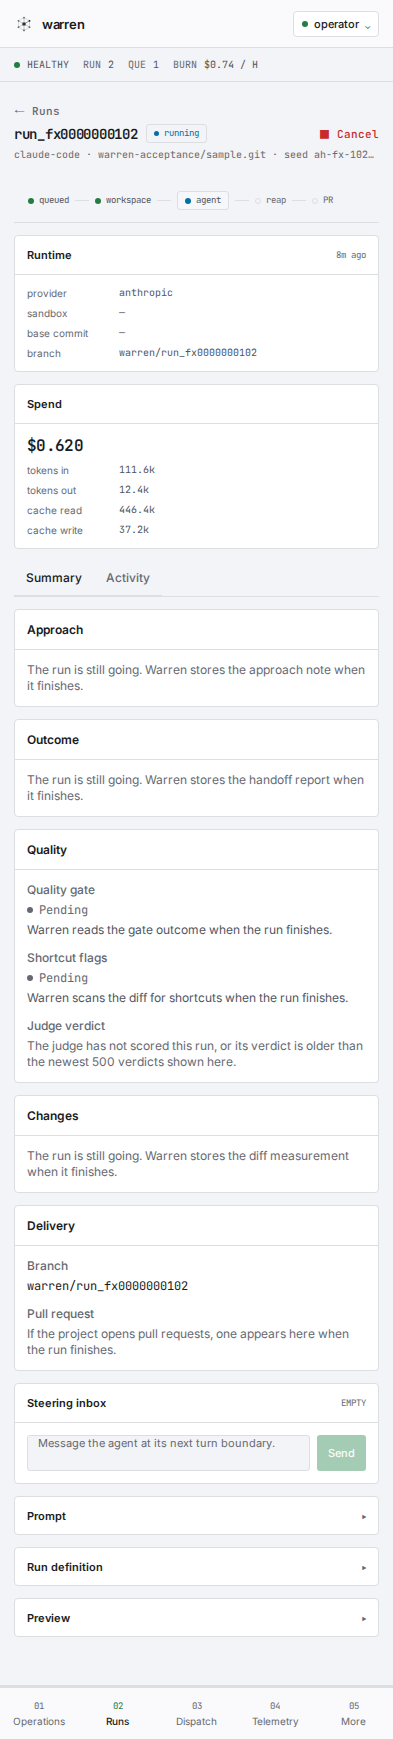 warren
operator
HEALTHY RUN 2 QUE 1 BURN $0.74 / H
← Runs
run_fx0000000102 running Cancel
claude-code · warren-acceptance/sample.git · seed ah-fx-102…
queued workspace agent reap PR
Runtime 8m ago
provider anthropic
sandbox —
base commit —
branch warren/run_fx0000000102
Spend
$0.620
tokens in 111.6k
tokens out 12.4k
cache read 446.4k
cache write 37.2k
Summary Activity
Approach
The run is still going. Warren stores the approach note when
it finishes.
Outcome
The run is still going. Warren stores the handoff report when
it finishes.
Quality
Quality gate
Pending
Warren reads the gate outcome when the run finishes.
Shortcut flags
Pending
Warren scans the diff for shortcuts when the run finishes.
Judge verdict
The judge has not scored this run, or its verdict is older than
the newest 500 verdicts shown here.
Changes
The run is still going. Warren stores the diff measurement
when it finishes.
Delivery
Branch
warren/run_fx0000000102
Pull request
If the project opens pull requests, one appears here when
the run finishes.
Steering inbox EMPTY
Message the agent at its next turn boundary.
Send
Prompt
Run definition
Preview
01 02 03 04 05
Operations Runs Dispatch Telemetry More